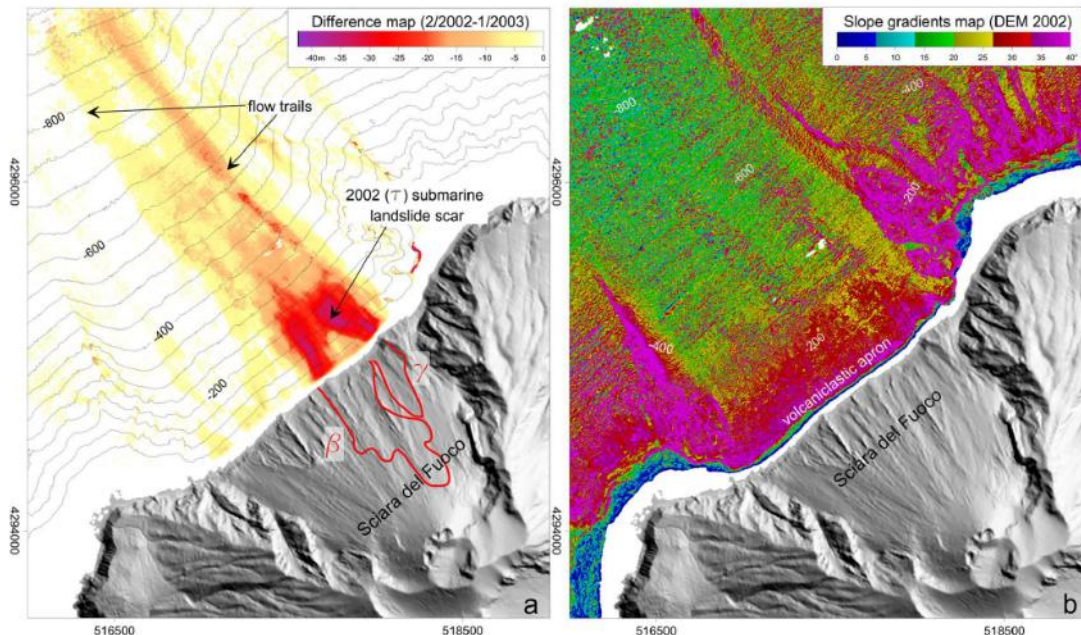 Difference map (2/2002-1/2003)
-40m -35 -30 -25 -20 -15 -10 -5 0
flow trails
-800
2002 (τ) submarine
landslide scar
-600
-400
-200
γ
β
Sciara del Fuoco
4296000
4294000
516500
518500
a
Slope gradients map (DEM 2002)
0 5 10 15 20 25 30 35 40°
-400
-800
-600
-200
-400
-200
volcaniclastic apron
Sciara del Fuoco
4296000
4294000
516500
518500
b